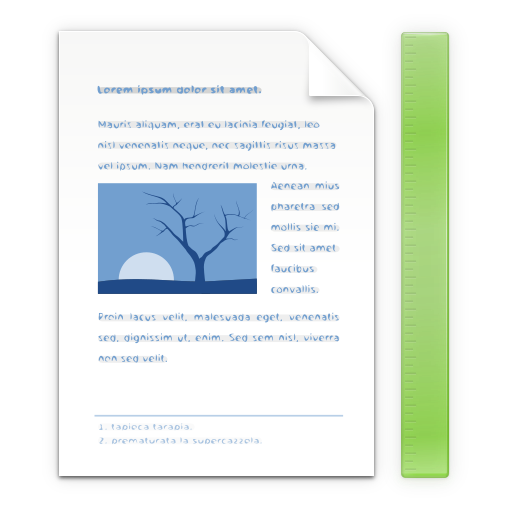 Lorem ipsum dolor sit amet.
Mauris aliquam, erat eu lacinia feugiat, leo
nisl venenatis neque, nec sagittis risus massa
vel ipsum. Nam hendrerit molestie urna.
Aenean mius
pharetra sed
mollis sie mi.
Sed sit amet
faucibus
convallis.
Proin lacus velit, malesuada eget, venenatis
sed, dignissim ut, enim. Sed sem nisl, viverra
non sed velit.
1. tapioca tarapia.
2. prematurata la supercazzola.